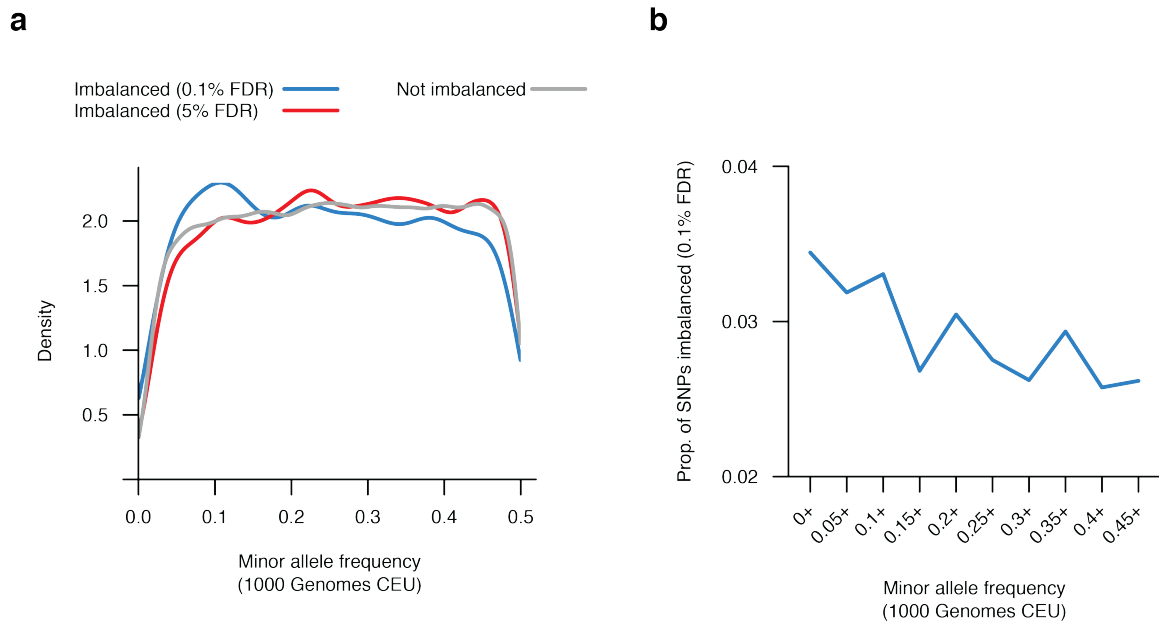 a
Imbalanced (0.1% FDR)
Imbalanced (5% FDR)
Not imbalanced
Density
2.0
1.5
1.0
0.5
0.0 0.1 0.2 0.3 0.4 0.5
Minor allele frequency
(1000 Genomes CEU)
b
Prop. of SNPs imbalanced (0.1% FDR)
0.04
0.03
0.02
0+ 0.05+ 0.1+ 0.15+ 0.2+ 0.25+ 0.3+ 0.35+ 0.4+ 0.45+
Minor allele frequency
(1000 Genomes CEU)